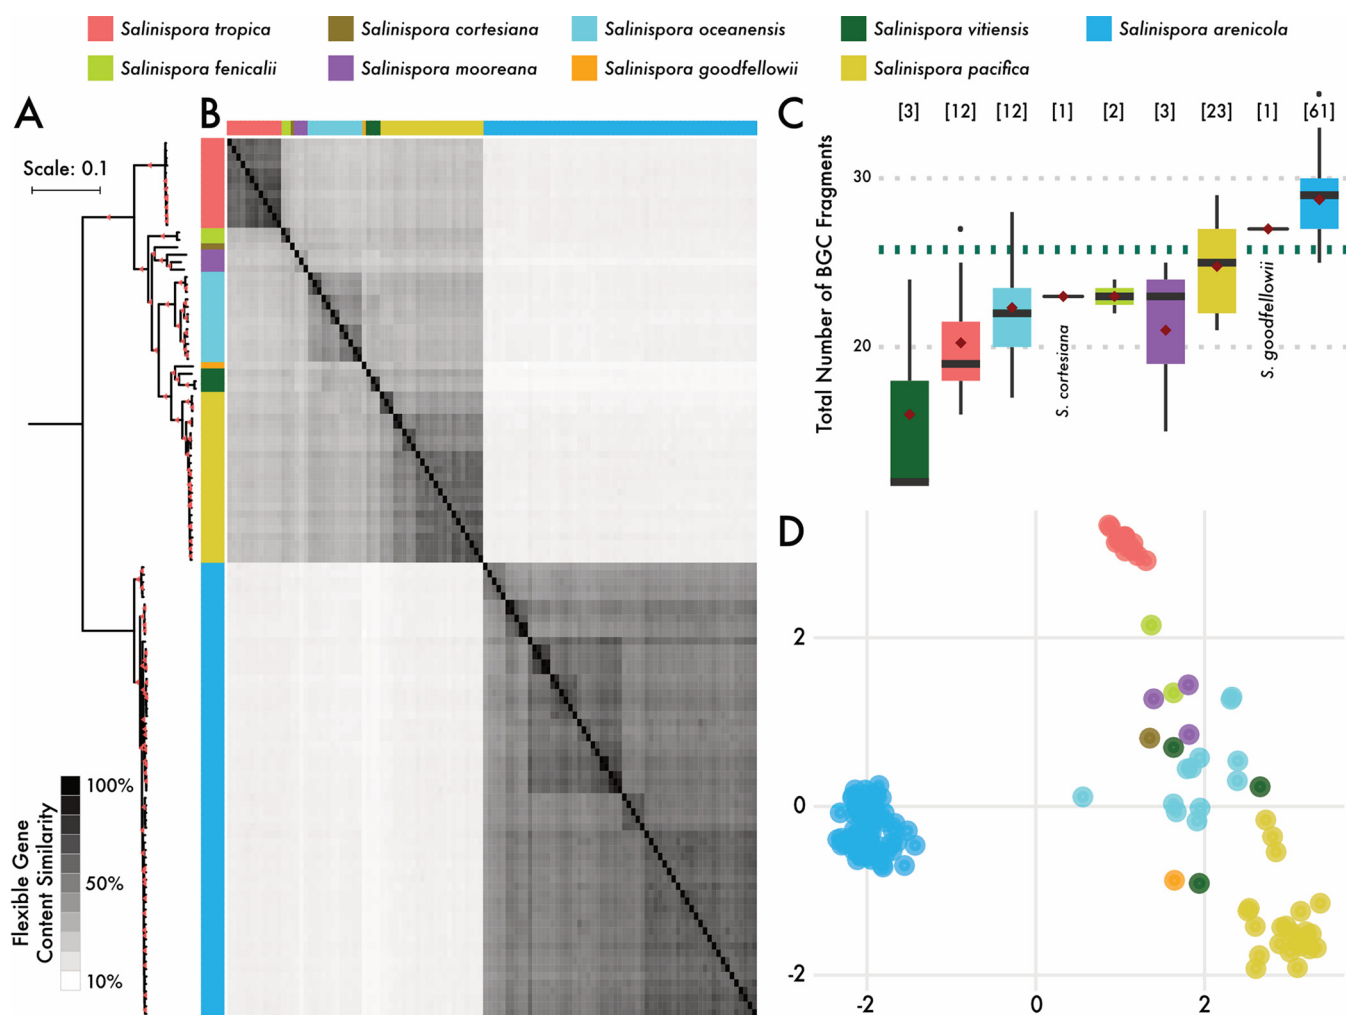 Salinispora tropica
Salinispora cortesiana
Salinispora oceanensis
Salinispora vitiensis
Salinispora arenicola
Salinispora fenicalii
Salinispora mooreana
Salinispora goodfellowii
Salinispora pacifica
A
Scale: 0.1
B
100%
50%
10%
Flexible Gene
Content Similarity
C
[3] [12] [12] [1] [2] [3] [23] [1] [61]
Total Number of BGC Fragments
30
20
S. cortesiana
S. goodfellowii
D
2
0
-2
-2 0 2